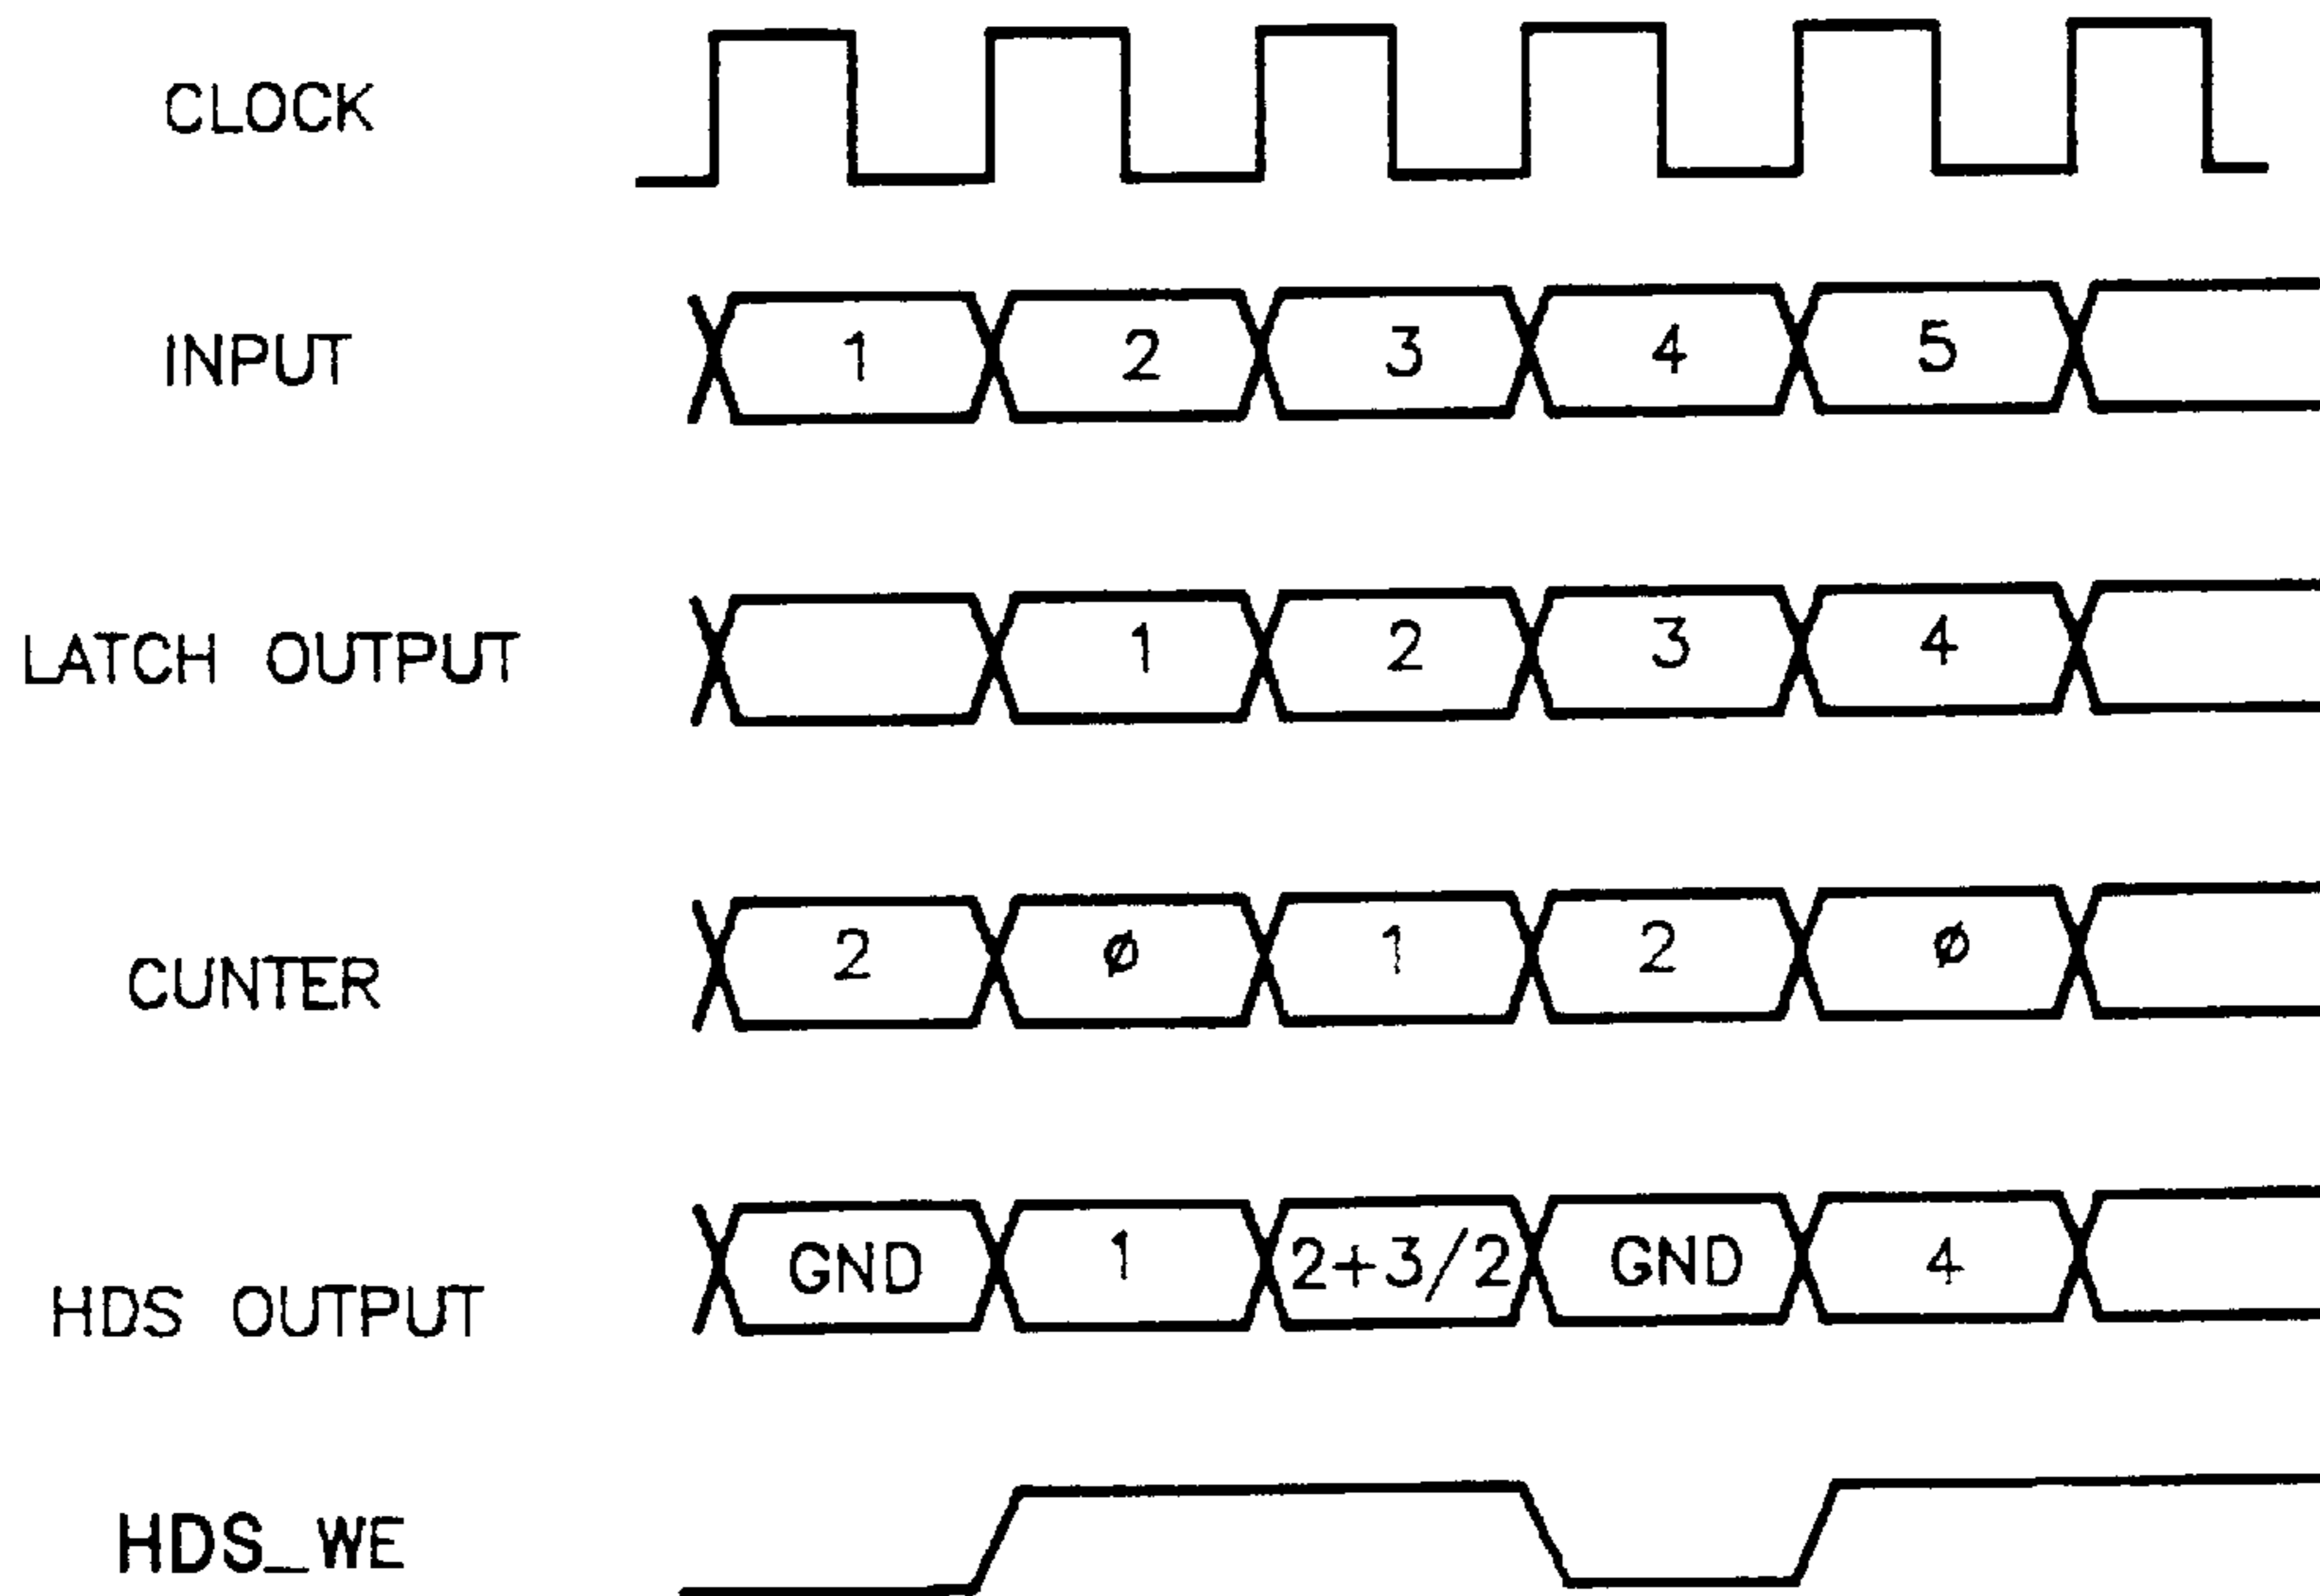 CLOCK
INPUT 1 2 3 4 5
LATCH OUTPUT 1 2 3 4
CUNTER 2 Ø 1 2 Ø
HDS OUTPUT GND 1 2+3/2 GND 4
HDS_WE